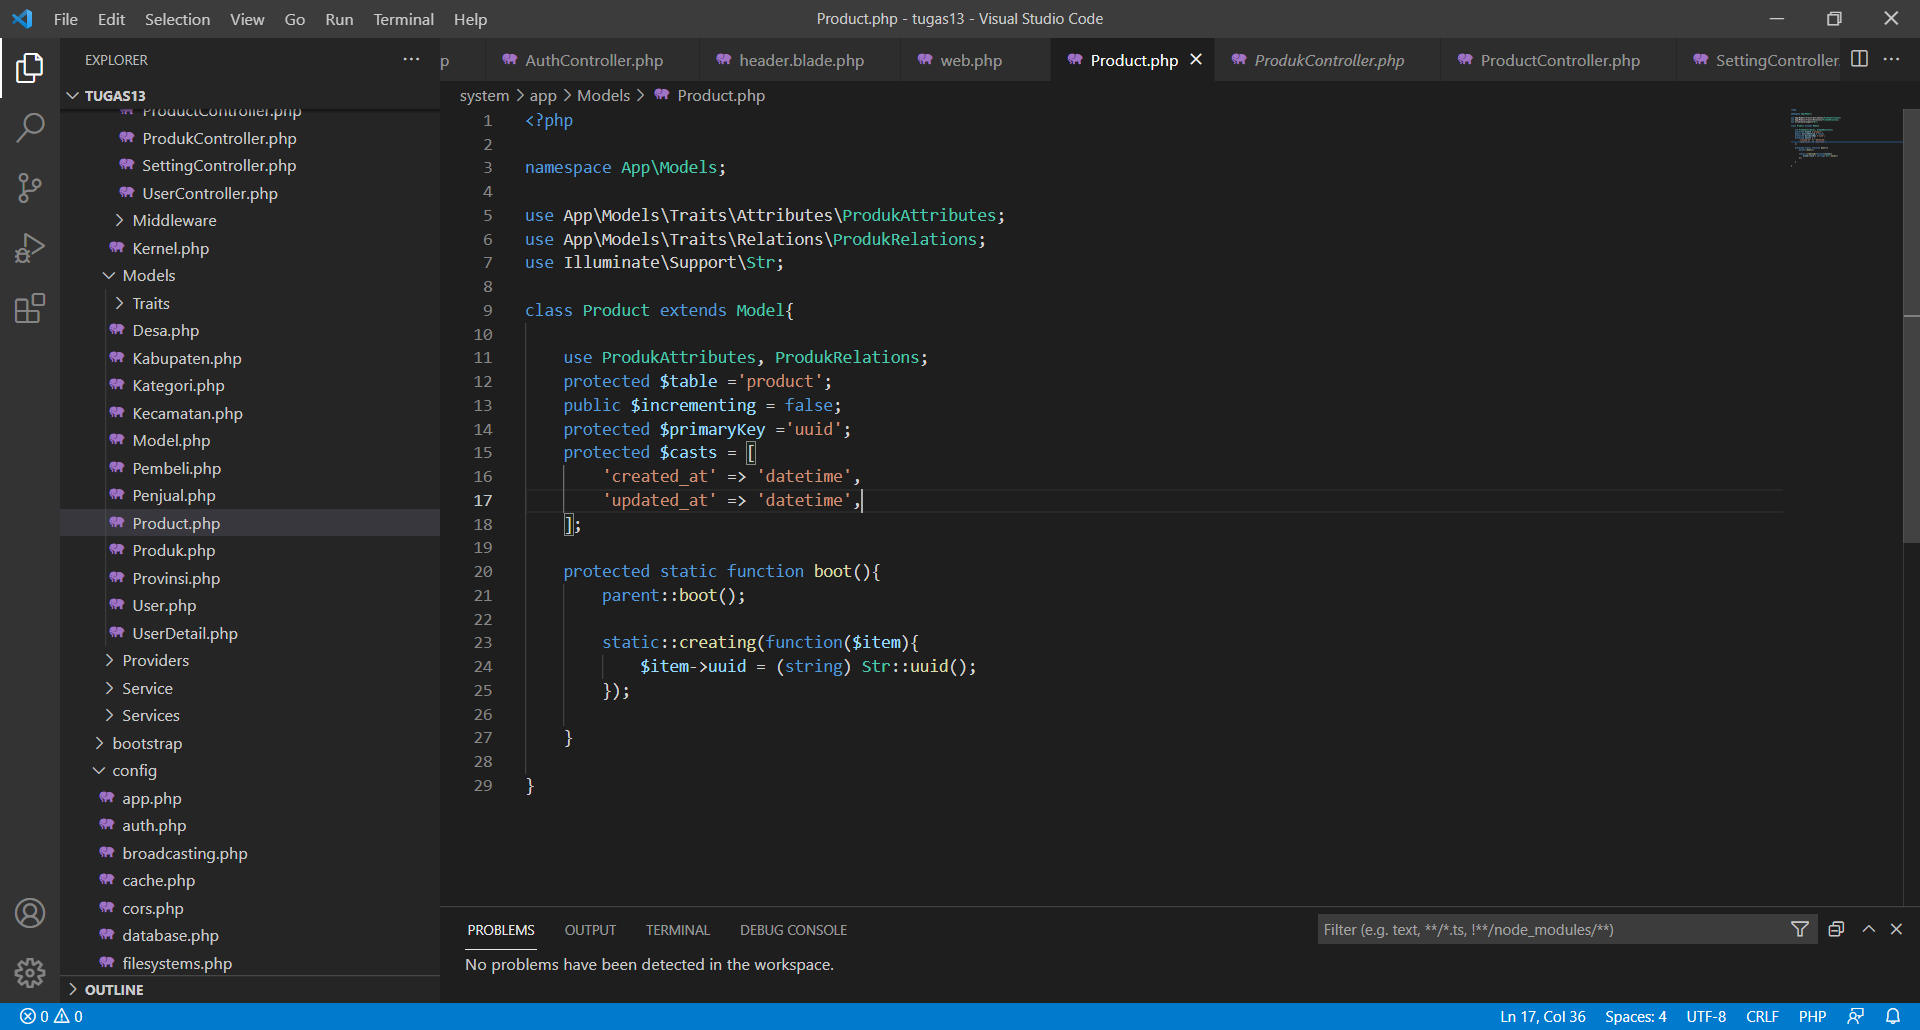 File Edit Selection View Go Run Terminal Help
Product.php - tugas13 - Visual Studio Code
EXPLORER
TUGAS13
ProductController.php
ProdukController.php
SettingController.php
UserController.php
Middleware
Kernel.php
Models
Traits
Desa.php
Kabupaten.php
Kategori.php
Kecamatan.php
Model.php
Pembeli.php
Penjual.php
Product.php
Produk.php
Provinsi.php
User.php
UserDetail.php
Providers
Service
Services
bootstrap
config
app.php
auth.php
broadcasting.php
cache.php
cors.php
database.php
filesystems.php
OUTLINE
p AuthController.php header.blade.php web.php Product.php ProdukController.php ProductController.php SettingController.
system > app > Models > Product.php
1 <?php
2
3 namespace App\Models;
4
5 use App\Models\Traits\Attributes\ProdukAttributes;
6 use App\Models\Traits\Relations\ProdukRelations;
7 use Illuminate\Support\Str;
8
9 class Product extends Model{
10
11 use ProdukAttributes, ProdukRelations;
12 protected $table ='product';
13 public $incrementing = false;
14 protected $primaryKey ='uuid';
15 protected $casts = [
16 'created_at' => 'datetime',
17 'updated_at' => 'datetime',
18 ];
19
20 protected static function boot(){
21 parent::boot();
22
23 static::creating(function($item){
24 $item->uuid = (string) Str::uuid();
25 });
26
27 }
28
29 }
PROBLEMS OUTPUT TERMINAL DEBUG CONSOLE
Filter (e.g. text, **/*.ts, !**/node_modules/**)
No problems have been detected in the workspace.
0 0
Ln 17, Col 36 Spaces: 4 UTF-8 CRLF PHP